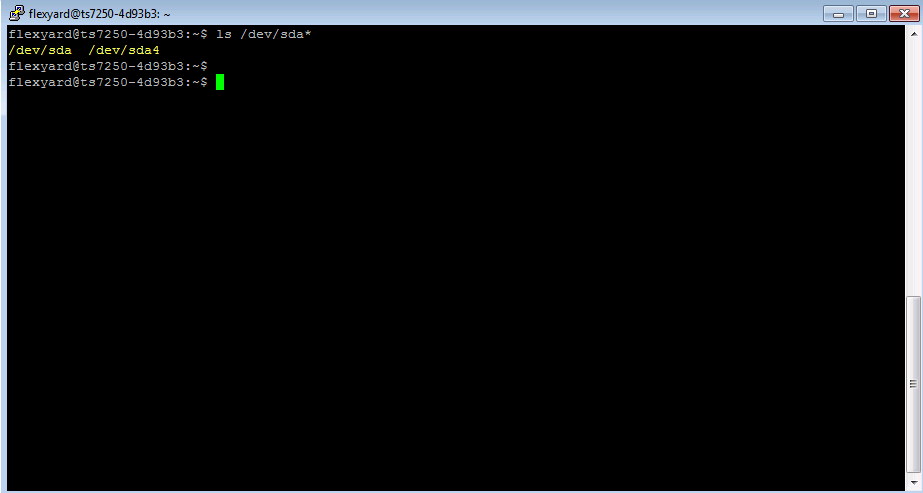 flexyard@ts7250-4d93b3: ~
flexyard@ts7250-4d93b3:~$ ls /dev/sda*
/dev/sda  /dev/sda4
flexyard@ts7250-4d93b3:~$
flexyard@ts7250-4d93b3:~$